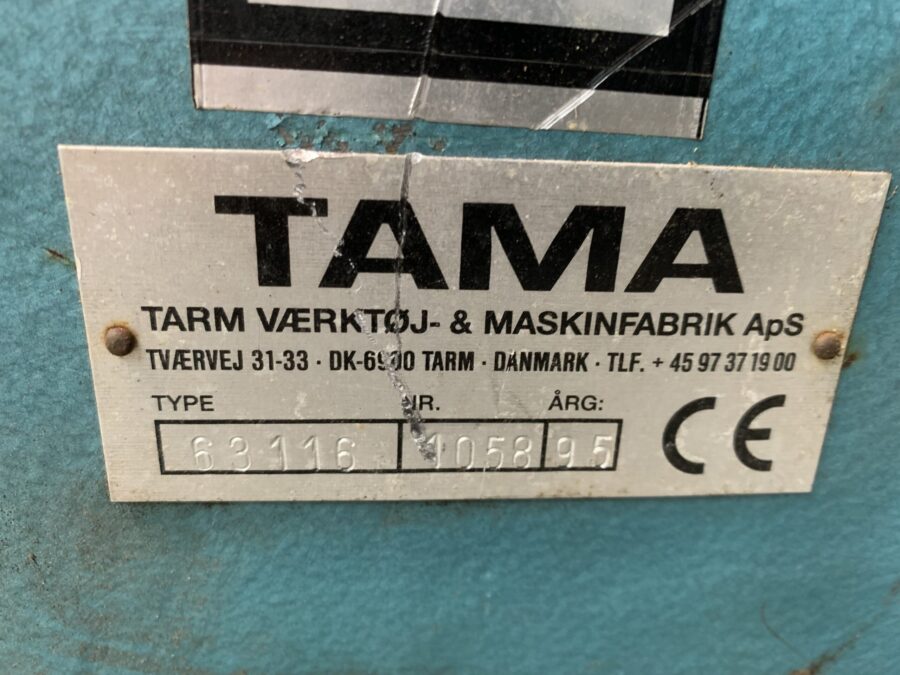 TAMA
TARM VÆRKTØJ- & MASKINFABRIK ApS
TVÆRVEJ 31-33 · DK-6900 TARM · DANMARK · TLF. + 45 97 37 19 00
TYPE NR. ÅRG:
63116 1058 95 CE